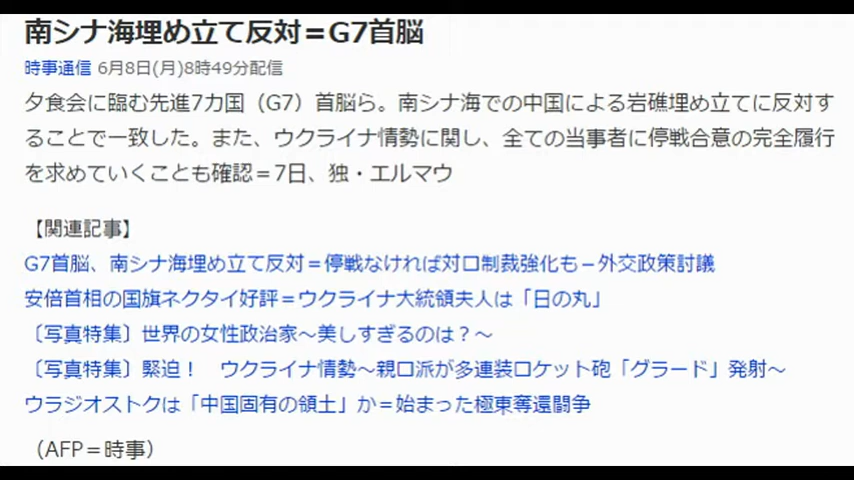 南シナ海埋め立て反対＝G7首脳
時事通信 6月8日(月)8時49分配信
夕食会に臨む先進7カ国（G7）首脳ら。南シナ海での中国による岩礁埋め立てに反対す
ることで一致した。また、ウクライナ情勢に関し、全ての当事者に停戦合意の完全履行
を求めていくことも確認＝7日、独・エルマウ
【関連記事】
G7首脳、南シナ海埋め立て反対＝停戦なければ対ロ制裁強化も－外交政策討議
安倍首相の国旗ネクタイ好評＝ウクライナ大統領夫人は「日の丸」
〔写真特集〕世界の女性政治家～美しすぎるのは？～
〔写真特集〕緊迫！　ウクライナ情勢～親ロ派が多連装ロケット砲「グラード」発射～
ウラジオストクは「中国固有の領土」か＝始まった極東奪還闘争
（AFP＝時事）